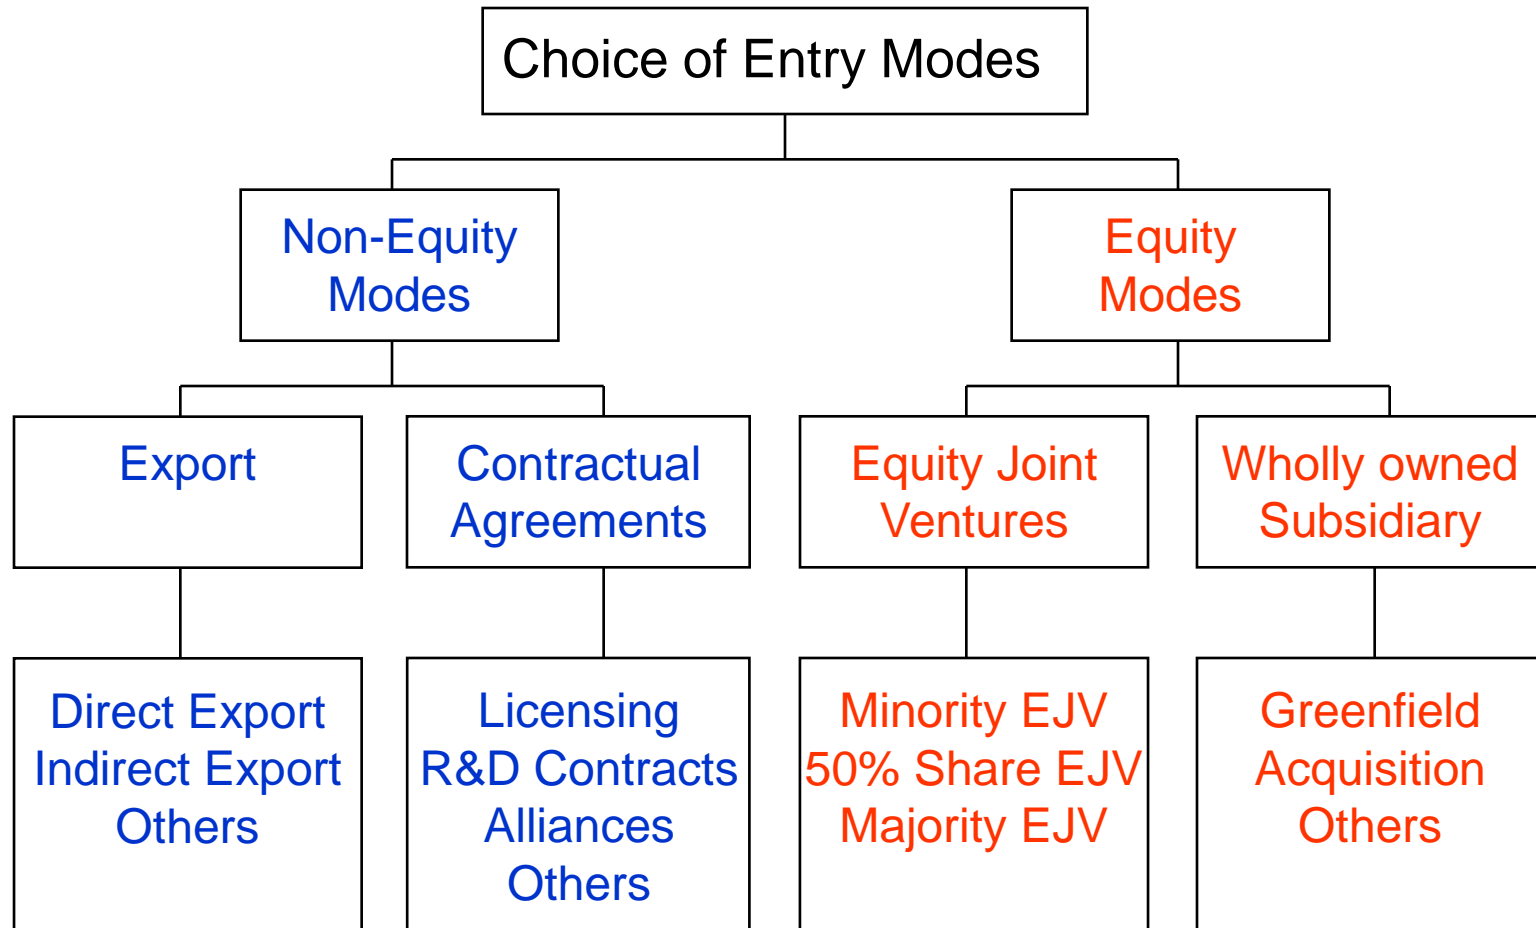 Choice of Entry Modes
Non-Equity
Modes
Equity
Modes
Export
Contractual
Agreements
Equity Joint
Ventures
Wholly owned
Subsidiary
Direct Export
Indirect Export
Others
Licensing
R&D Contracts
Alliances
Others
Minority EJV
50% Share EJV
Majority EJV
Greenfield
Acquisition
Others